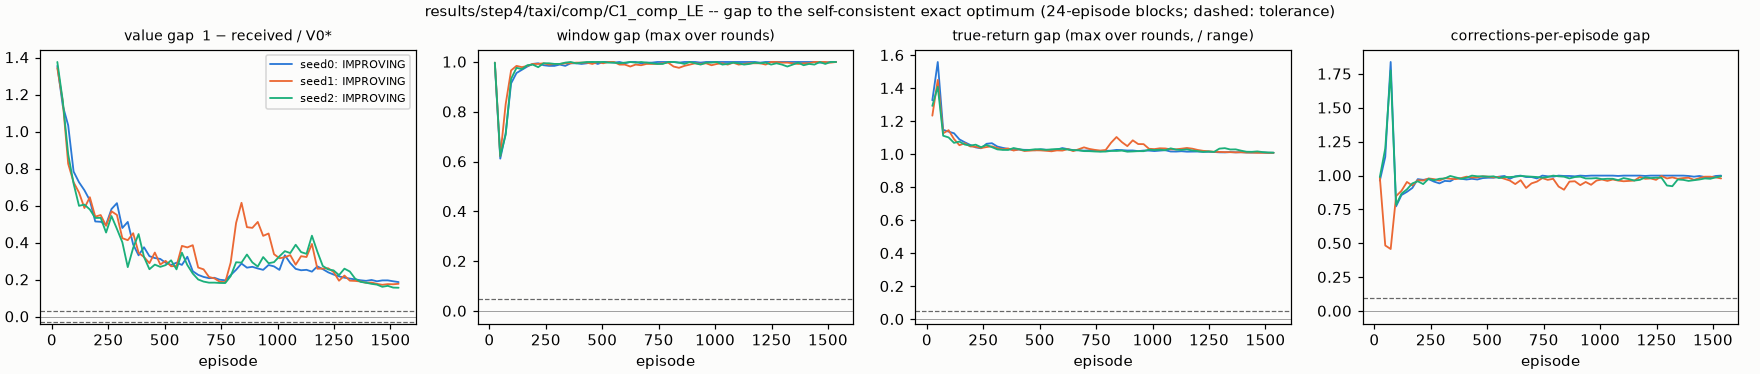 results/step4/taxi/comp/C1_comp_LE -- gap to the self-consistent exact optimum (24-episode blocks; dashed: tolerance)
value gap  1 − received / V0*
window gap (max over rounds)
true-return gap (max over rounds, / range)
corrections-per-episode gap
seed0: IMPROVING
seed1: IMPROVING
seed2: IMPROVING
1.4
1.2
1.0
0.8
0.6
0.4
0.2
0.0
0 250 500 750 1000 1250 1500
episode
1.0
0.8
0.6
0.4
0.2
0.0
0 250 500 750 1000 1250 1500
episode
1.6
1.4
1.2
1.0
0.8
0.6
0.4
0.2
0.0
0 250 500 750 1000 1250 1500
episode
1.75
1.50
1.25
1.00
0.75
0.50
0.25
0.00
0 250 500 750 1000 1250 1500
episode